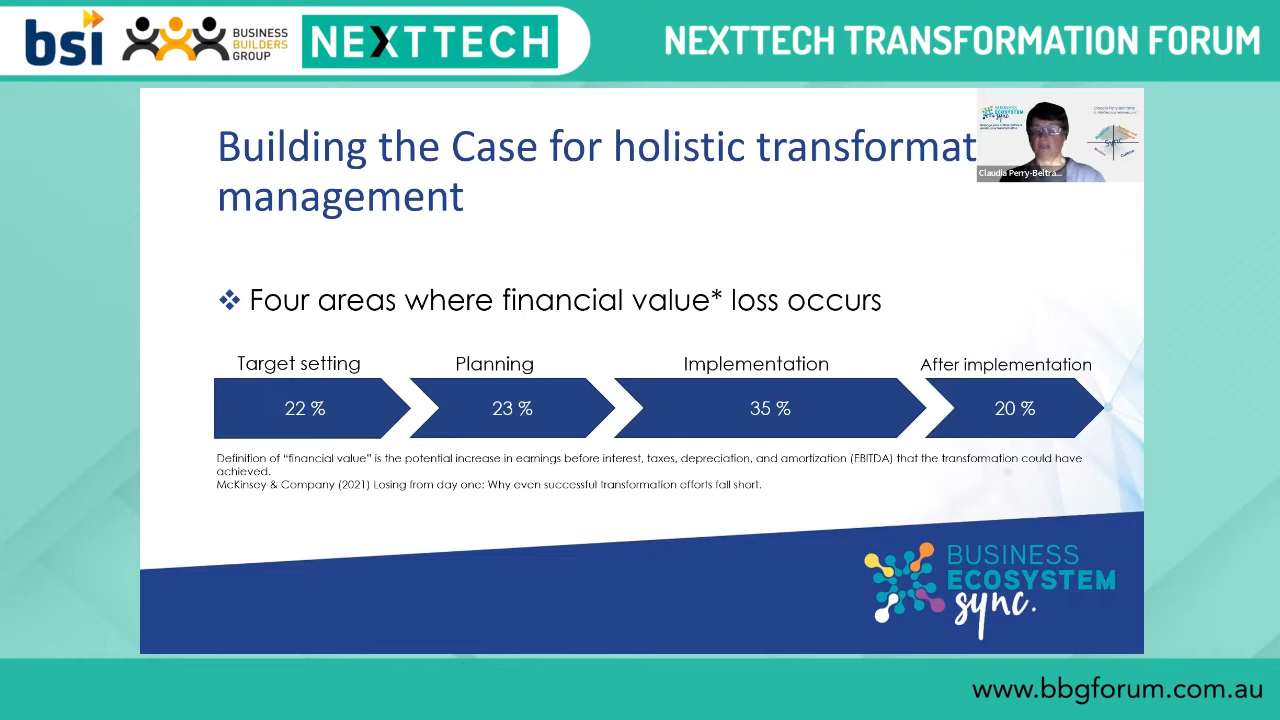 bsi
BUSINESS
BUILDERS
GROUP
NEXTTECH
NEXTTECH TRANSFORMATION FORUM
Building the Case for holistic transformat
management
BUSINESS
ECOSYSTEM
sync
Claudia Perry-Beltra...
Four areas where financial value* loss occurs
Target setting
Planning
Implementation
After implementation
22 %
23 %
35 %
20 %
Definition of “financial value” is the potential increase in earnings before interest, taxes, depreciation, and amortization (EBITDA) that the transformation could have
achieved.
McKinsey & Company (2021) Losing from day one: Why even successful transformation efforts fall short.
BUSINESS
ECOSYSTEM
sync.
www.bbgforum.com.au